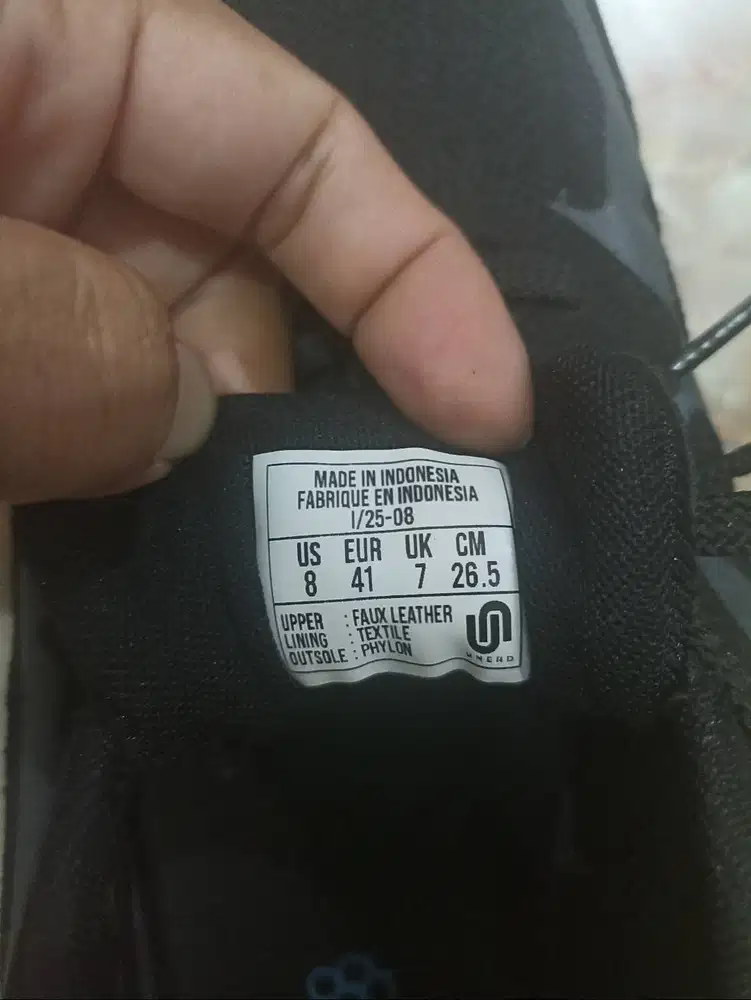 MADE IN INDONESIA
FABRIQUE EN INDONESIA
I/25-08
US EUR UK CM
8 41 7 26.5
UPPER : FAUX LEATHER
LINING : TEXTILE
OUTSOLE : PHYLON
UNERD